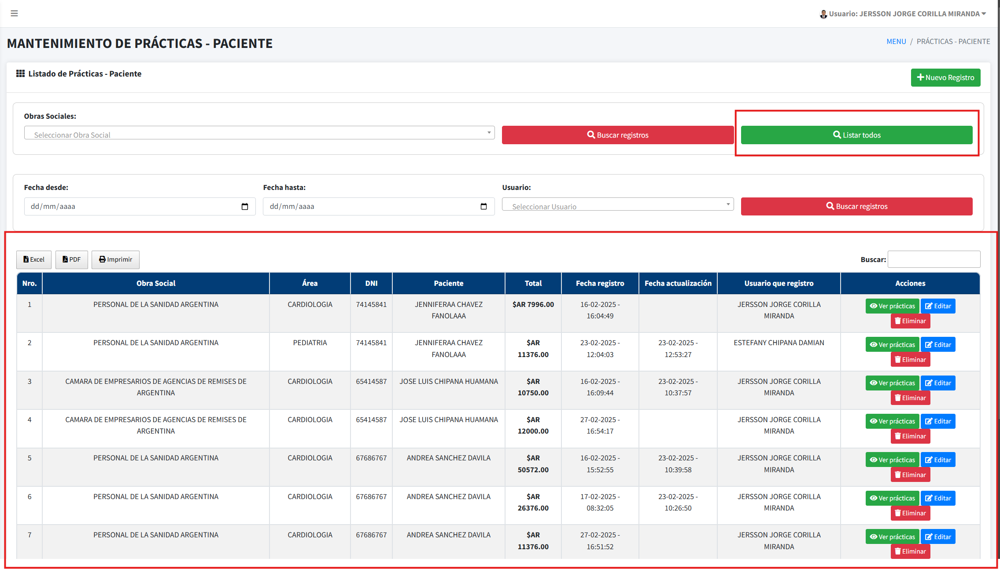 Usuario: JERSSON JORGE CORILLA MIRANDA
MANTENIMIENTO DE PRÁCTICAS - PACIENTE
MENU / PRÁCTICAS - PACIENTE
Listado de Prácticas - Paciente
Nuevo Registro
Obras Sociales:
Seleccionar Obra Social
Buscar registros
Listar todos
Fecha desde:
Fecha hasta:
Usuario:
dd/mm/aaaa
dd/mm/aaaa
Seleccionar Usuario
Buscar registros
Excel
PDF
Imprimir
Buscar:
Nro. Obra Social Área DNI Paciente Total Fecha registro Fecha actualización Usuario que registro Acciones
1 PERSONAL DE LA SANIDAD ARGENTINA CARDIOLOGIA 74145841 JENNIFERAA CHAVEZ $AR 7996.00 16-02-2025 - JERSSON JORGE CORILLA Ver prácticas Editar
FANOLAAA 16:04:49 MIRANDA Eliminar
2 PERSONAL DE LA SANIDAD ARGENTINA PEDIATRIA 74145841 JENNIFERAA CHAVEZ $AR 23-02-2025 - 23-02-2025 - ESTEFANY CHIPANA DAMIAN Ver prácticas Editar
FANOLAAA 11376.00 12:04:03 12:53:27 Eliminar
3 CAMARA DE EMPRESARIOS DE AGENCIAS DE REMISES DE CARDIOLOGIA 65414587 JOSE LUIS CHIPANA HUAMANA $AR 16-02-2025 - 23-02-2025 - JERSSON JORGE CORILLA Ver prácticas Editar
ARGENTINA 10750.00 16:09:44 10:37:57 MIRANDA Eliminar
4 CAMARA DE EMPRESARIOS DE AGENCIAS DE REMISES DE CARDIOLOGIA 65414587 JOSE LUIS CHIPANA HUAMANA $AR 27-02-2025 - JERSSON JORGE CORILLA Ver prácticas Editar
ARGENTINA 12000.00 16:54:17 MIRANDA Eliminar
5 PERSONAL DE LA SANIDAD ARGENTINA CARDIOLOGIA 67686767 ANDREA SANCHEZ DAVILA $AR 16-02-2025 - 23-02-2025 - JERSSON JORGE CORILLA Ver prácticas Editar
50572.00 15:52:55 10:39:58 MIRANDA Eliminar
6 PERSONAL DE LA SANIDAD ARGENTINA CARDIOLOGIA 67686767 ANDREA SANCHEZ DAVILA $AR 17-02-2025 - 23-02-2025 - JERSSON JORGE CORILLA Ver prácticas Editar
26376.00 08:32:05 10:26:50 MIRANDA Eliminar
7 PERSONAL DE LA SANIDAD ARGENTINA CARDIOLOGIA 67686767 ANDREA SANCHEZ DAVILA $AR 27-02-2025 - JERSSON JORGE CORILLA Ver prácticas Editar
11376.00 16:51:52 MIRANDA Eliminar